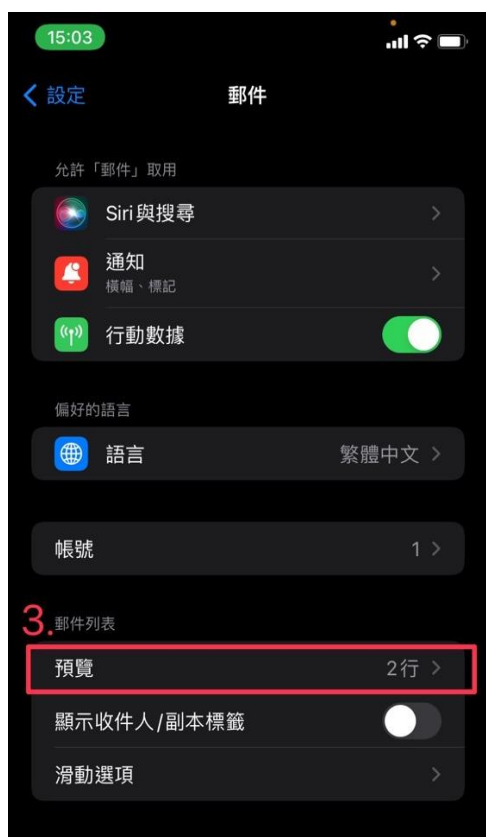 15:03
設定
郵件
允許「郵件」取用
Siri與搜尋
通知
橫幅、標記
行動數據
偏好的語言
語言
繁體中文
帳號
1
3.
郵件列表
預覽
2行
顯示收件人/副本標籤
滑動選項